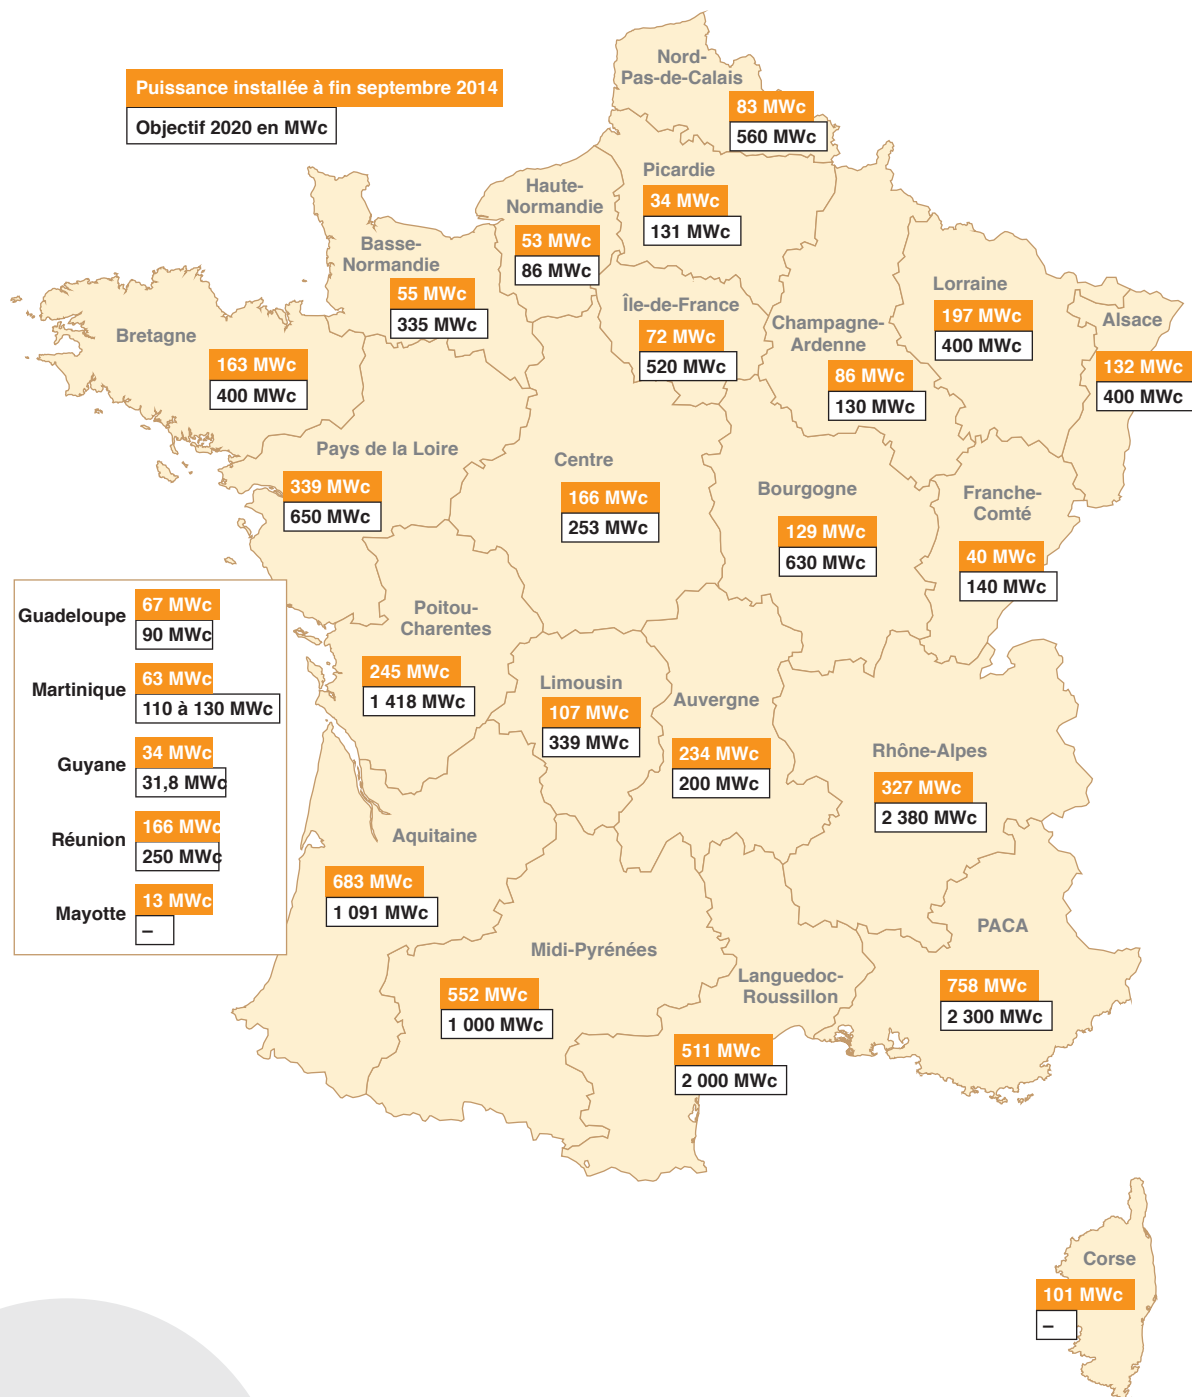 Puissance installée à fin septembre 2014
Objectif 2020 en MWc
Nord-
Pas-de-Calais
83 MWc
560 MWc
Picardie
34 MWc
131 MWc
Haute-
Normandie
53 MWc
86 MWc
Basse-
Normandie
55 MWc
335 MWc
Île-de-France
72 MWc
520 MWc
Champagne-
Ardenne
86 MWc
130 MWc
Lorraine
197 MWc
400 MWc
Alsace
132 MWc
400 MWc
Bretagne
163 MWc
400 MWc
Pays de la Loire
339 MWc
650 MWc
Centre
166 MWc
253 MWc
Bourgogne
129 MWc
630 MWc
Franche-
Comté
40 MWc
140 MWc
Guadeloupe
67 MWc
90 MWc
Martinique
63 MWc
110 à 130 MWc
Guyane
34 MWc
31,8 MWc
Réunion
166 MWc
250 MWc
Mayotte
13 MWc
–
Poitou-
Charentes
245 MWc
1 418 MWc
Limousin
107 MWc
339 MWc
Auvergne
234 MWc
200 MWc
Rhône-Alpes
327 MWc
2 380 MWc
Aquitaine
683 MWc
1 091 MWc
Midi-Pyrénées
552 MWc
1 000 MWc
Languedoc-
Roussillon
511 MWc
2 000 MWc
PACA
758 MWc
2 300 MWc
Corse
101 MWc
–